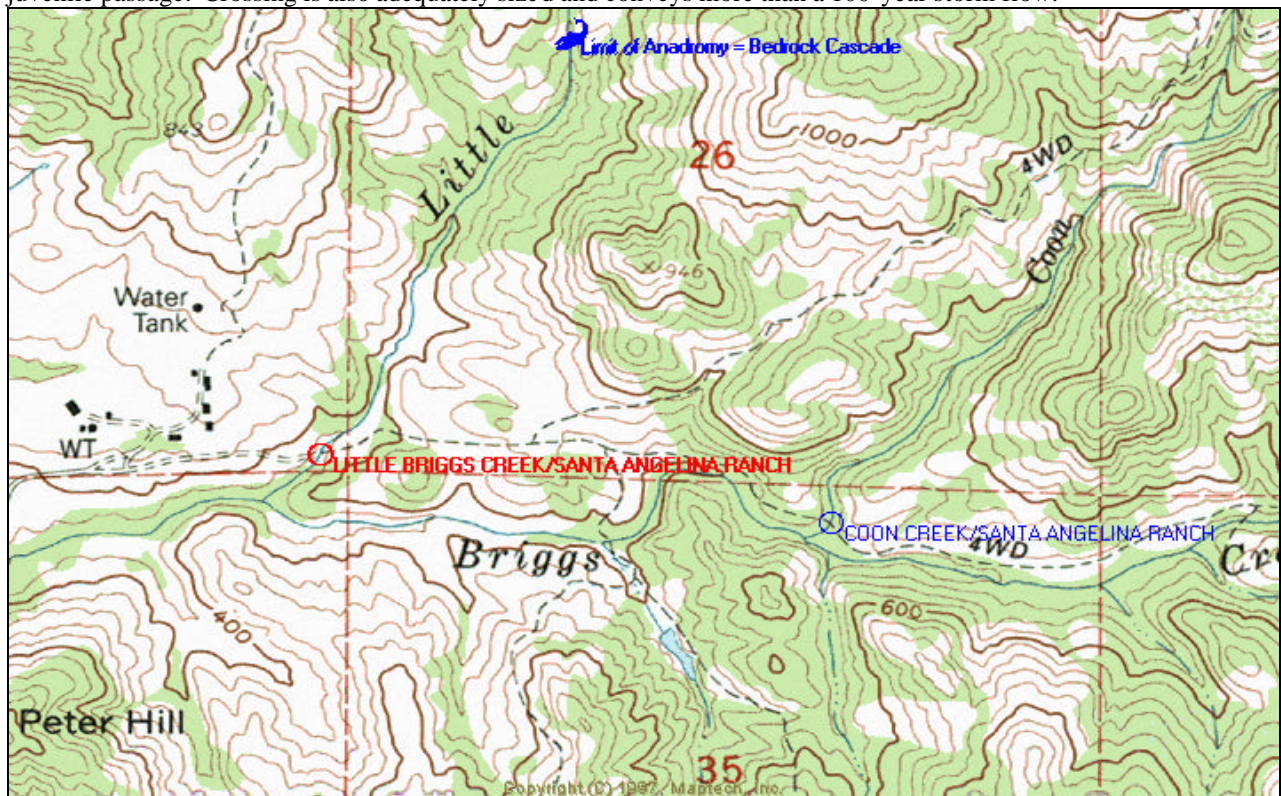 juvenile passage. Crossing is also adequately sized and conveys more than a 100-year storm flow.
Limit of Anadromy = Bedrock Cascade
843
Little
1000
26
4WD
Coon
946
Water
Tank
WT
LITTLE BRIGGS CREEK/SANTA ANGELINA RANCH
COON CREEK/SANTA ANGELINA RANCH
4WD
Briggs
Cre
400
600
Peter Hill
35
Copyright (C) 1997, Maptech, Inc.